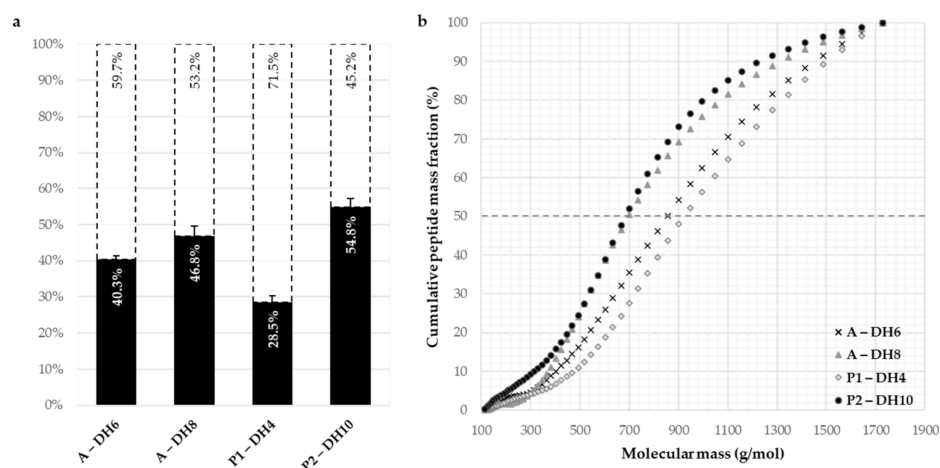 a
100%
90%
80%
70%
60%
50%
40%
30%
20%
10%
0%
59.7%
53.2%
71.5%
45.2%
40.3%
46.8%
28.5%
54.8%
A – DH6
A – DH8
P1 – DH4
P2 – DH10
b
Cumulative peptide mass fraction (%)
100
90
80
70
60
50
40
30
20
10
0
100 300 500 700 900 1100 1300 1500 1700 1900
Molecular mass (g/mol)
A – DH6
A – DH8
P1 – DH4
P2 – DH10